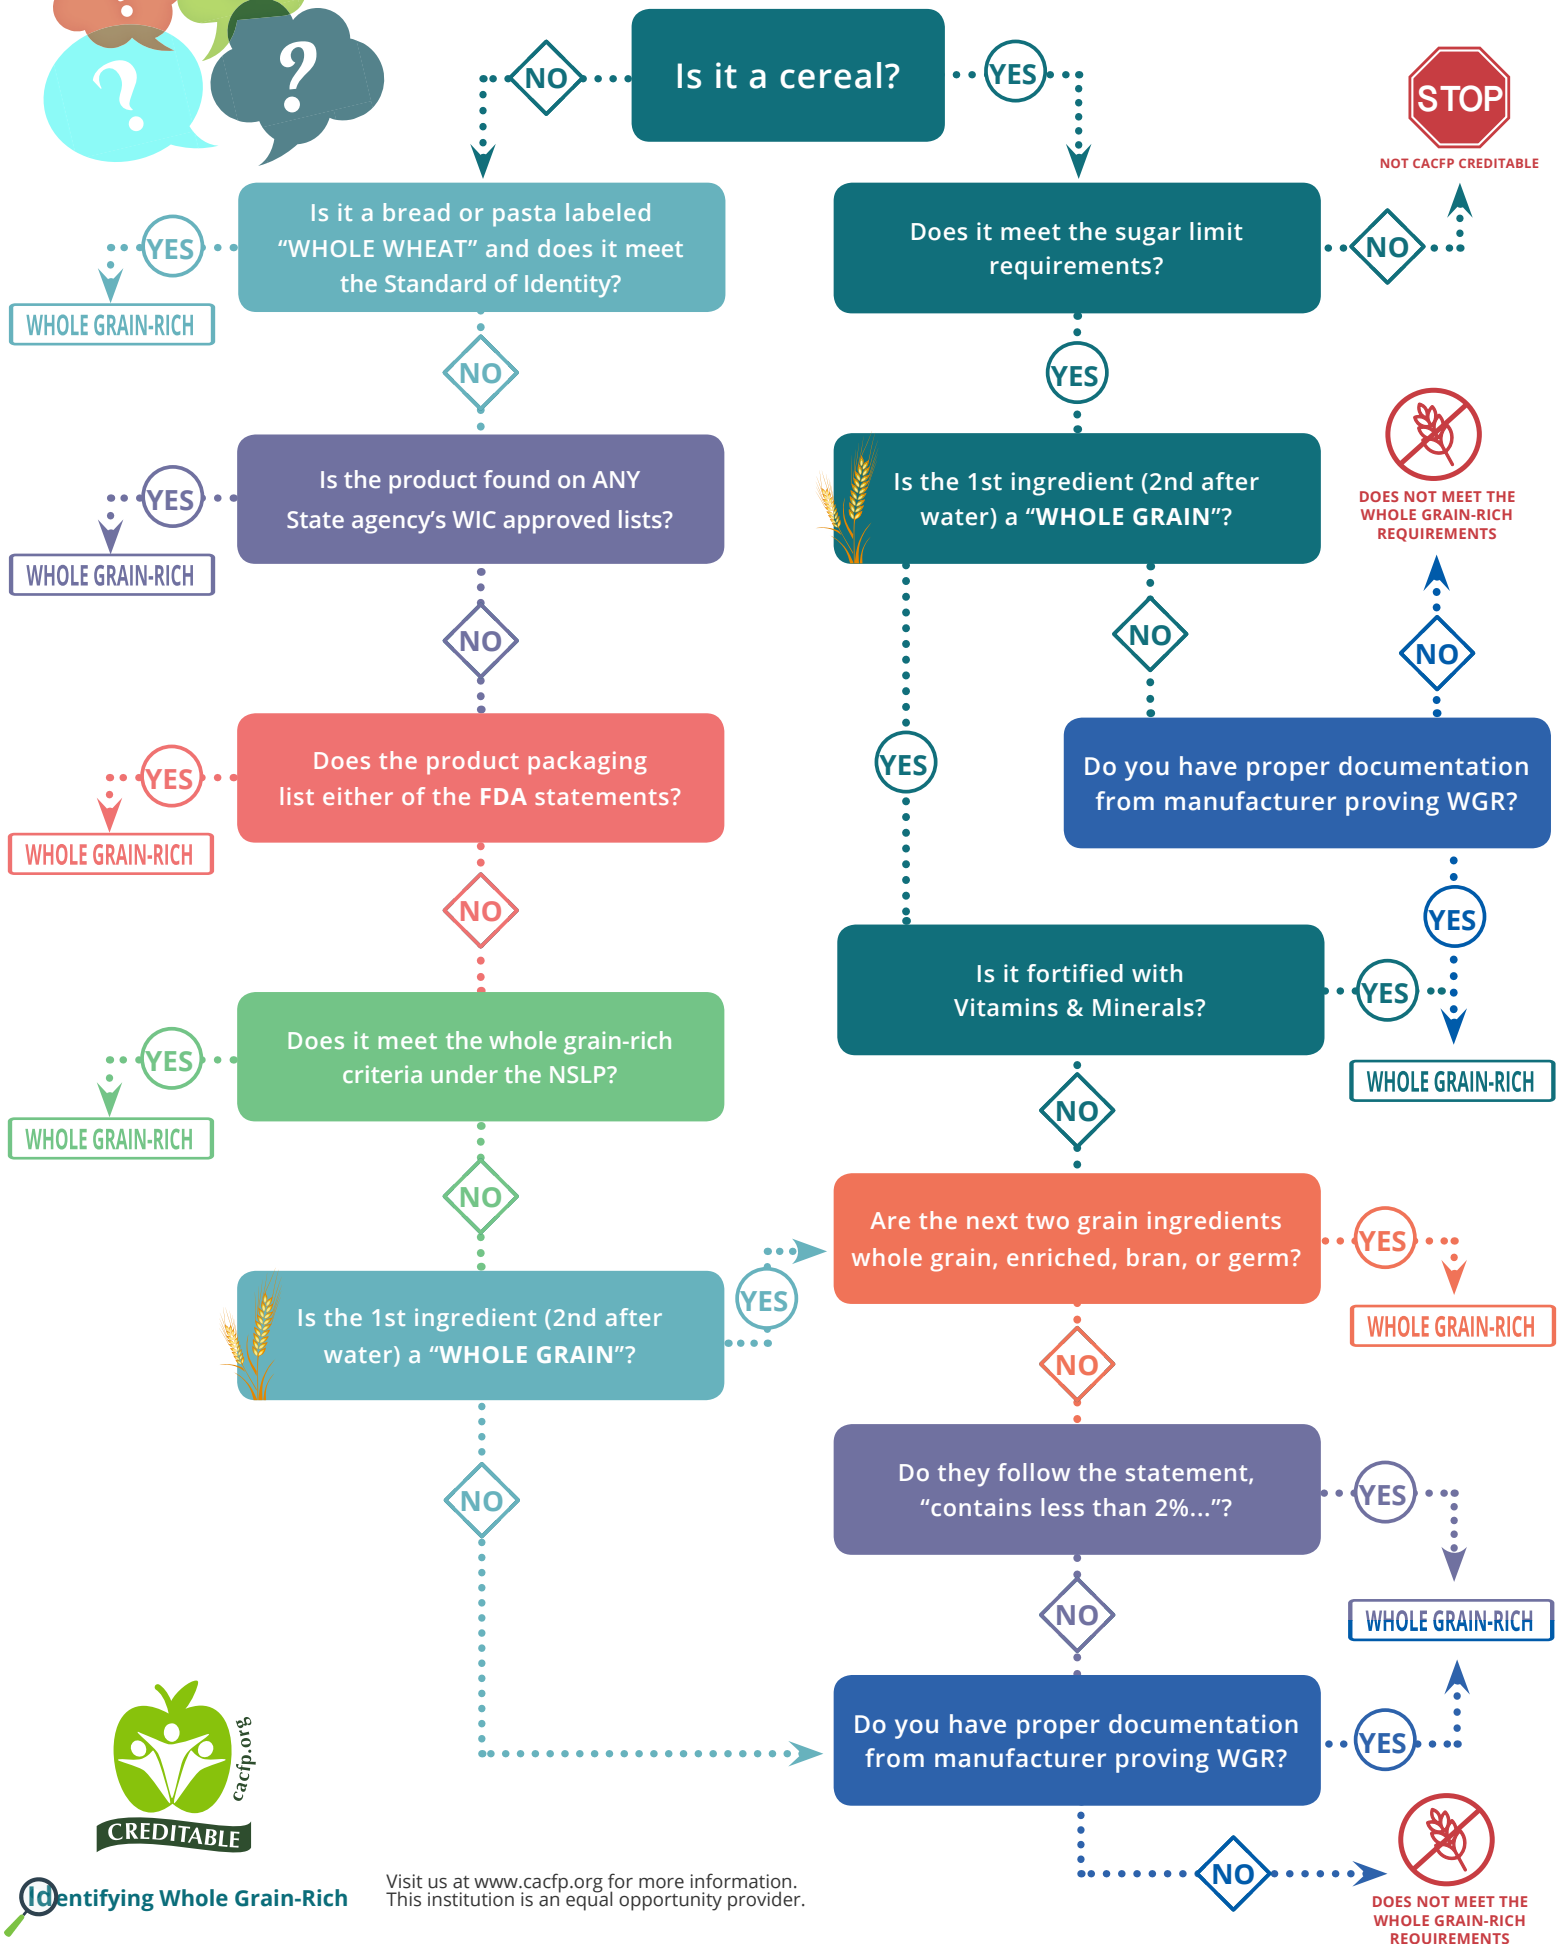 ?
?
?
Is it a cereal?
NO
YES
STOP
NOT CACFP CREDITABLE
Is it a bread or pasta labeled
“WHOLE WHEAT” and does it meet
the Standard of Identity?
YES
WHOLE GRAIN-RICH
NO
Does it meet the sugar limit
requirements?
NO
YES
Is the product found on ANY
State agency’s WIC approved lists?
YES
WHOLE GRAIN-RICH
NO
Is the 1st ingredient (2nd after
water) a “WHOLE GRAIN”?
DOES NOT MEET THE
WHOLE GRAIN-RICH
REQUIREMENTS
NO
NO
YES
Does the product packaging
list either of the FDA statements?
YES
WHOLE GRAIN-RICH
NO
Do you have proper documentation
from manufacturer proving WGR?
YES
Does it meet the whole grain-rich
criteria under the NSLP?
YES
WHOLE GRAIN-RICH
NO
Is it fortified with
Vitamins & Minerals?
YES
WHOLE GRAIN-RICH
NO
Is the 1st ingredient (2nd after
water) a “WHOLE GRAIN”?
YES
NO
Are the next two grain ingredients
whole grain, enriched, bran, or germ?
YES
WHOLE GRAIN-RICH
NO
Do they follow the statement,
“contains less than 2%...”?
YES
WHOLE GRAIN-RICH
NO
Do you have proper documentation
from manufacturer proving WGR?
YES
NO
DOES NOT MEET THE
WHOLE GRAIN-RICH
REQUIREMENTS
cacfp.org
CREDITABLE
Identifying Whole Grain-Rich
Visit us at www.cacfp.org for more information.
This institution is an equal opportunity provider.